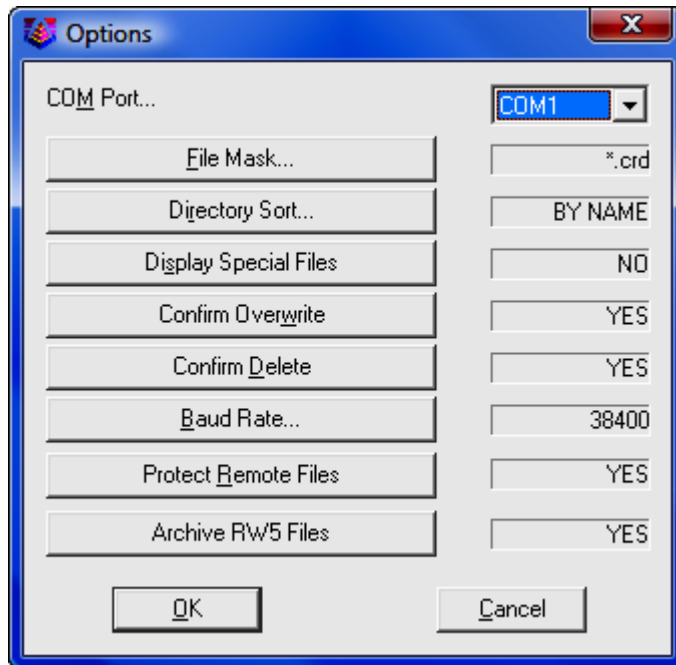 Options
COM Port... COM1
File Mask... *.crd
Directory Sort... BY NAME
Display Special Files NO
Confirm Overwrite YES
Confirm Delete YES
Baud Rate... 38400
Protect Remote Files YES
Archive RW5 Files YES
OK Cancel